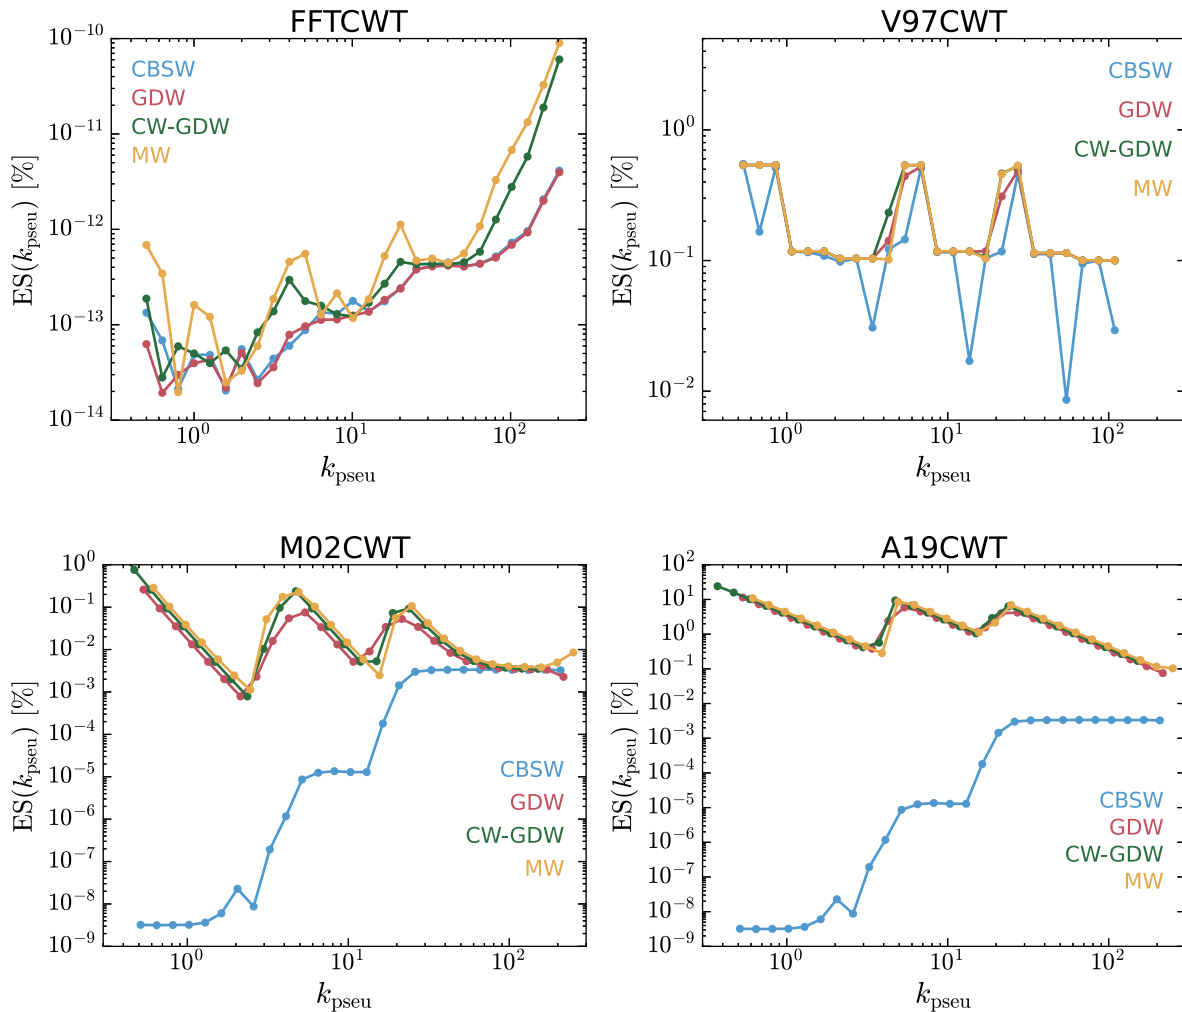 FFTCWT
ES(k_pseu) [%]
10^-10
10^-11
10^-12
10^-13
10^-14
CBSW
GDW
CW-GDW
MW
10^0
10^1
10^2
k_pseu
V97CWT
ES(k_pseu) [%]
10^0
10^-1
10^-2
CBSW
GDW
CW-GDW
MW
10^0
10^1
10^2
k_pseu
M02CWT
ES(k_pseu) [%]
10^0
10^-1
10^-2
10^-3
10^-4
10^-5
10^-6
10^-7
10^-8
10^-9
CBSW
GDW
CW-GDW
MW
10^0
10^1
10^2
k_pseu
A19CWT
ES(k_pseu) [%]
10^2
10^1
10^0
10^-1
10^-2
10^-3
10^-4
10^-5
10^-6
10^-7
10^-8
10^-9
CBSW
GDW
CW-GDW
MW
10^0
10^1
10^2
k_pseu